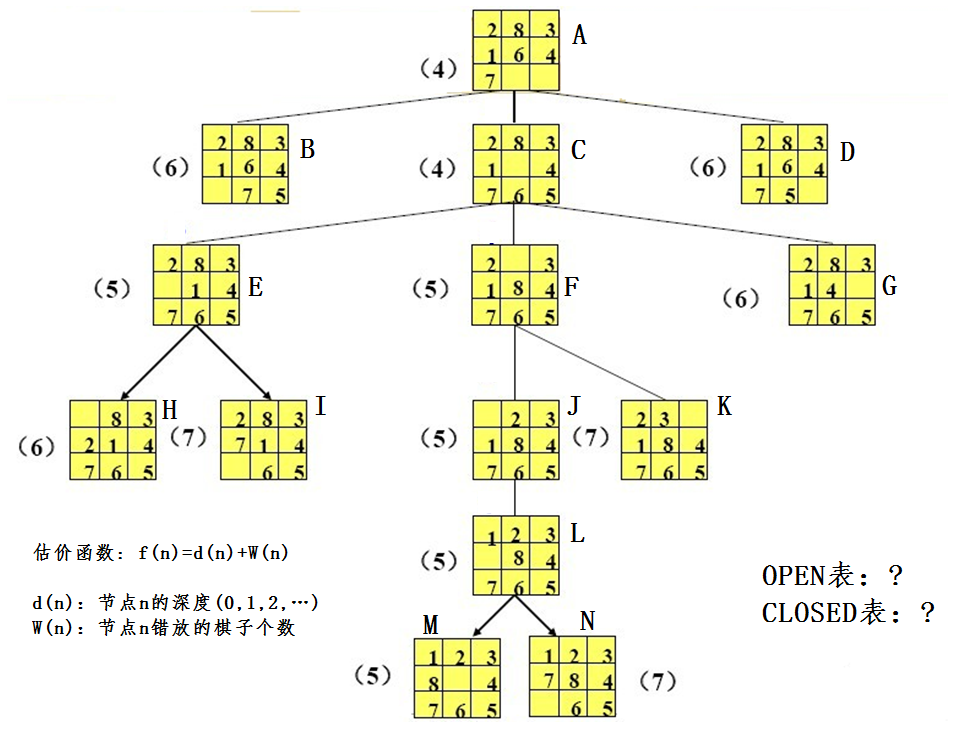 2 8 3 A
1 6 4
(4)
7
2 8 3 B
(6) 1 6 4
7 5
2 8 3 C
(4) 1 4
7 6 5
2 8 3 D
(6) 1 6 4
7 5
2 8 3
(5) 1 4 E
7 6 5
2 3
(5) 1 8 4 F
7 6 5
2 8 3
(6) 1 4 G
7 6 5
8 3 H
(6) 2 1 4
7 6 5
2 8 3 I
(7) 7 1 4
6 5
2 3 J
(5) 1 8 4
7 6 5
2 3 K
(7) 1 8 4
7 6 5
1 2 3 L
(5) 8 4
7 6 5
M
1 2 3
(5) 8 4
7 6 5
N
1 2 3
7 8 4 (7)
6 5
估价函数: f(n)=d(n)+W(n)
d(n): 节点n的深度(0,1,2,…)
W(n): 节点n错放的棋子个数
OPEN表: ?
CLOSED表: ?